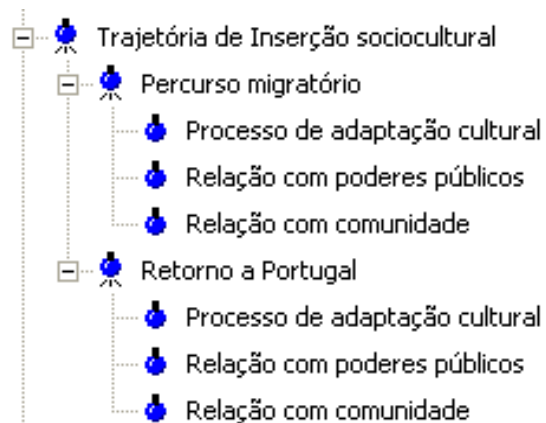 Trajetória de Inserção sociocultural
Percurso migratório
Processo de adaptação cultural
Relação com poderes públicos
Relação com comunidade
Retorno a Portugal
Processo de adaptação cultural
Relação com poderes públicos
Relação com comunidade